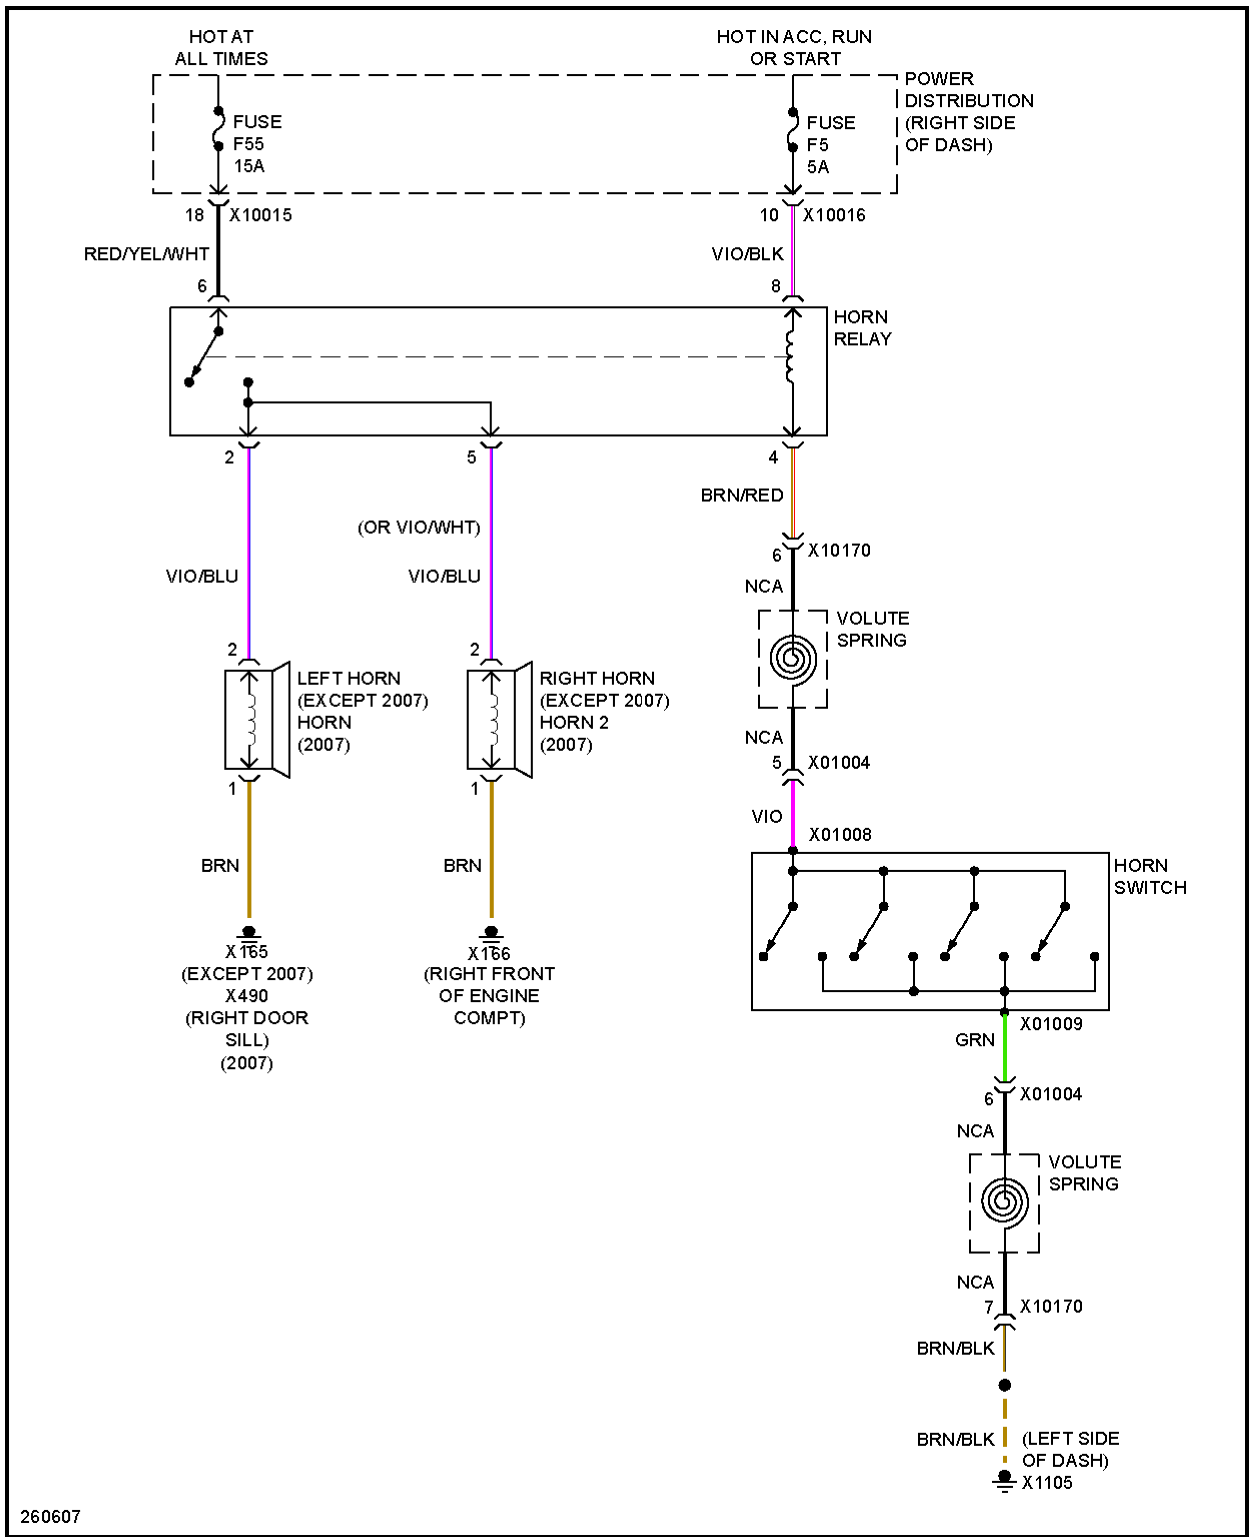 HOT AT
ALL TIMES
HOT IN ACC, RUN
OR START
POWER
DISTRIBUTION
(RIGHT SIDE
OF DASH)
FUSE
F55
15A
FUSE
F5
5A
18
X10015
10
X10016
RED/YEL/WHT
VIO/BLK
6
8
HORN
RELAY
2
5
4
BRN/RED
(OR VIO/WHT)
6
X10170
VIO/BLU
VIO/BLU
NCA
VOLUTE
SPRING
2
2
LEFT HORN
(EXCEPT 2007)
HORN
(2007)
RIGHT HORN
(EXCEPT 2007)
HORN 2
(2007)
NCA
5
X01004
1
1
VIO
X01008
BRN
BRN
HORN
SWITCH
X165
(EXCEPT 2007)
X490
(RIGHT DOOR
SILL)
(2007)
X166
(RIGHT FRONT
OF ENGINE
COMPT)
X01009
GRN
6
X01004
NCA
VOLUTE
SPRING
NCA
7
X10170
BRN/BLK
BRN/BLK
(LEFT SIDE
OF DASH)
X1105
260607